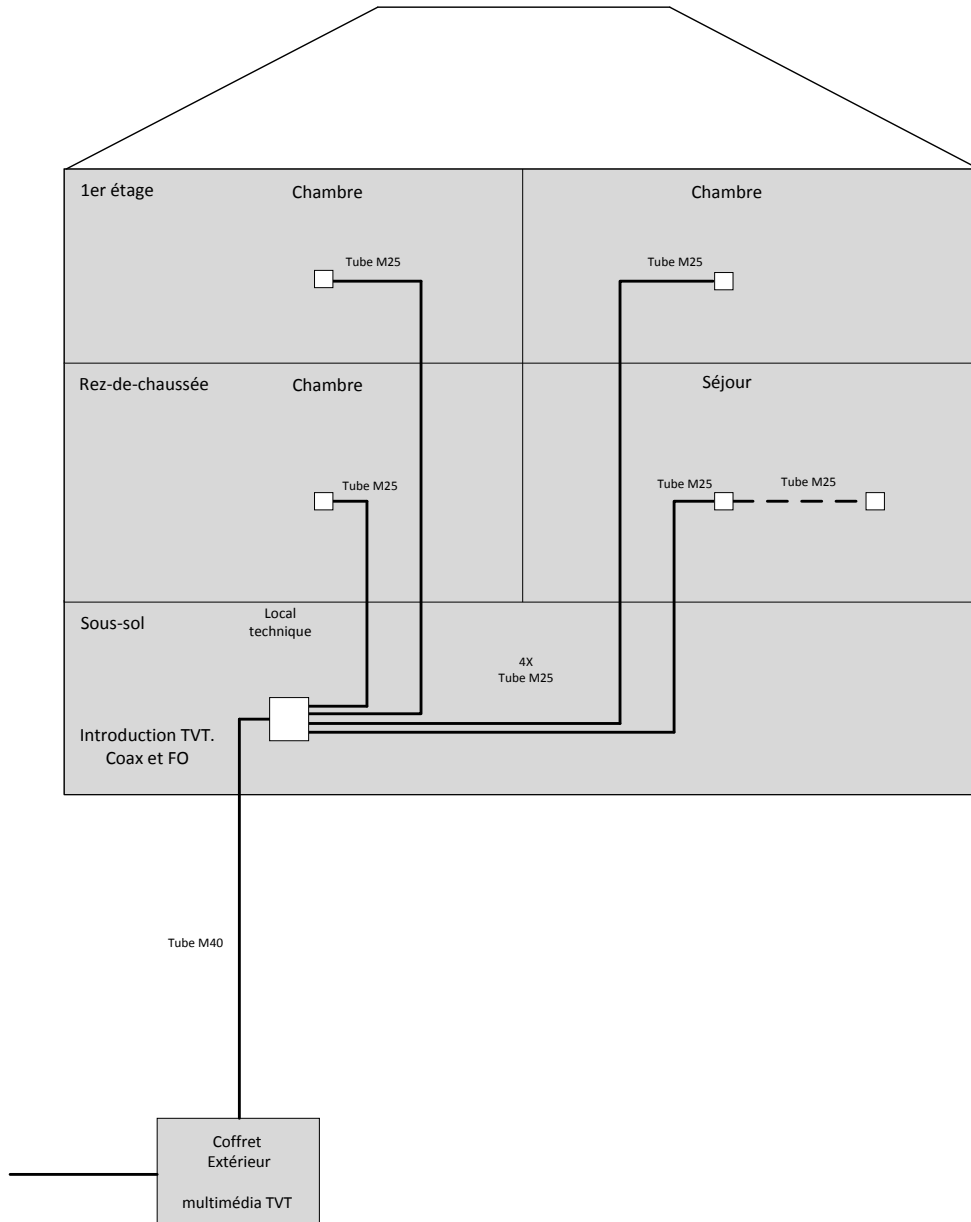 1er étage
Chambre
Chambre
Tube M25
Tube M25
Rez-de-chaussée
Chambre
Séjour
Tube M25
Tube M25
Tube M25
Sous-sol
Local
technique
4X
Tube M25
Introduction TVT.
Coax et FO
Tube M40
Coffret
Extérieur
multimédia TVT